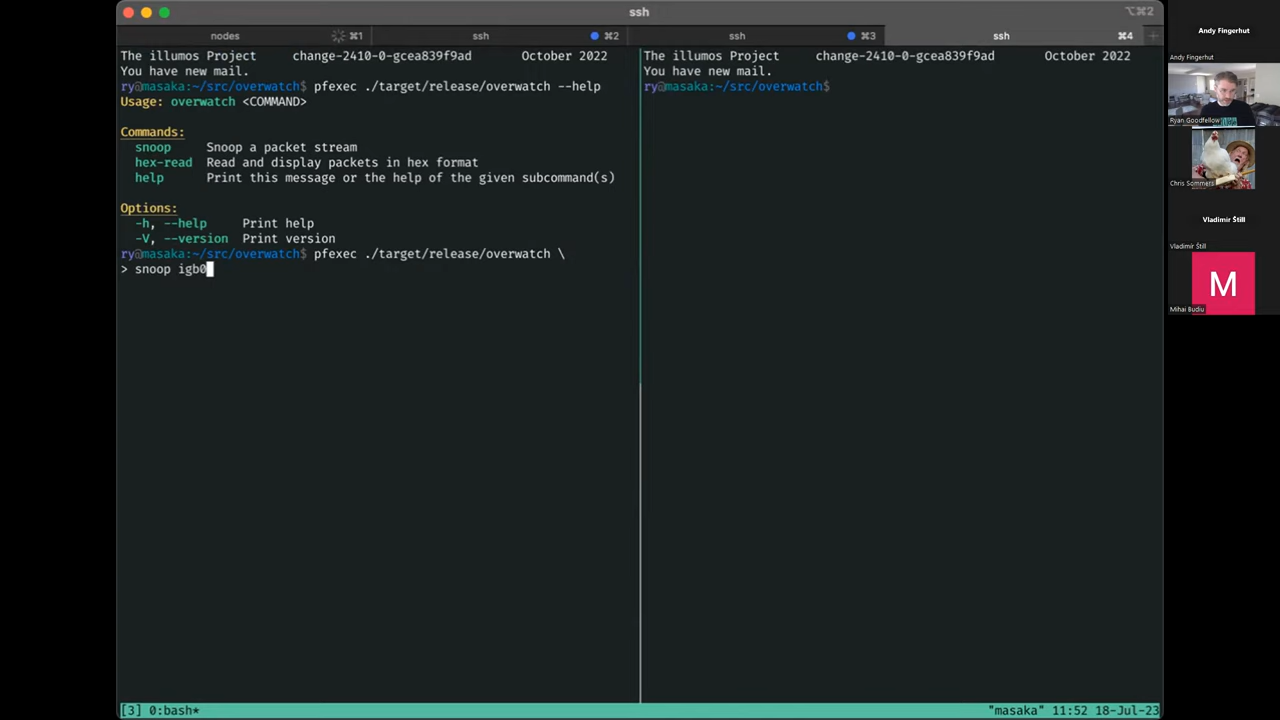 ssh
⌥⌘2
nodes ⌘1
ssh ⌘2
ssh ⌘3
ssh ⌘4
The illumos Project     change-2410-0-gcea839f9ad       October 2022
You have new mail.
ry@masaka:~/src/overwatch$ pfexec ./target/release/overwatch --help
Usage: overwatch <COMMAND>
Commands:
  snoop     Snoop a packet stream
  hex-read  Read and display packets in hex format
  help      Print this message or the help of the given subcommand(s)
Options:
  -h, --help     Print help
  -V, --version  Print version
ry@masaka:~/src/overwatch$ pfexec ./target/release/overwatch \
> snoop igb0
The illumos Project     change-2410-0-gcea839f9ad       October 2022
You have new mail.
ry@masaka:~/src/overwatch$
[3] 0:bash*
"masaka" 11:52 18-Jul-23
Andy Fingerhut
Andy Fingerhut
Ryan Goodfellow
Chris Sommers
Vladimír Štill
Vladimír Štill
M
Mihai Budiu